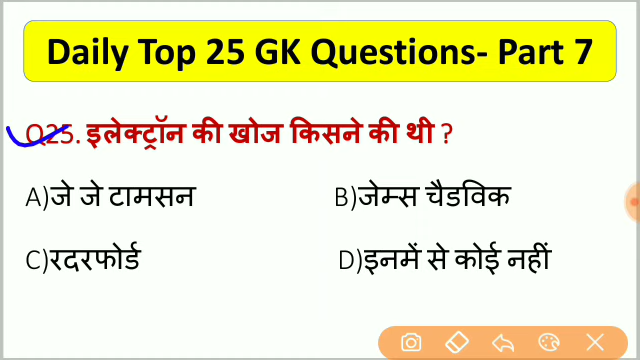 Daily Top 25 GK Questions- Part 7
Q25. इलेक्ट्रॉन की खोज किसने की थी ?
A)जे जे टामसन B)जेम्स चैडविक
C)रदरफोर्ड D)इनमें से कोई नहीं